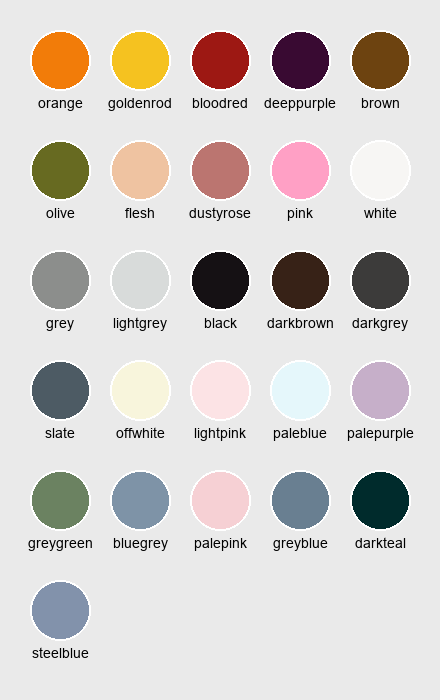 orange goldenrod bloodred deeppurple brown
olive flesh dustyrose pink white
grey lightgrey black darkbrown darkgrey
slate offwhite lightpink paleblue palepurple
greygreen bluegrey palepink greyblue darkteal
steelblue